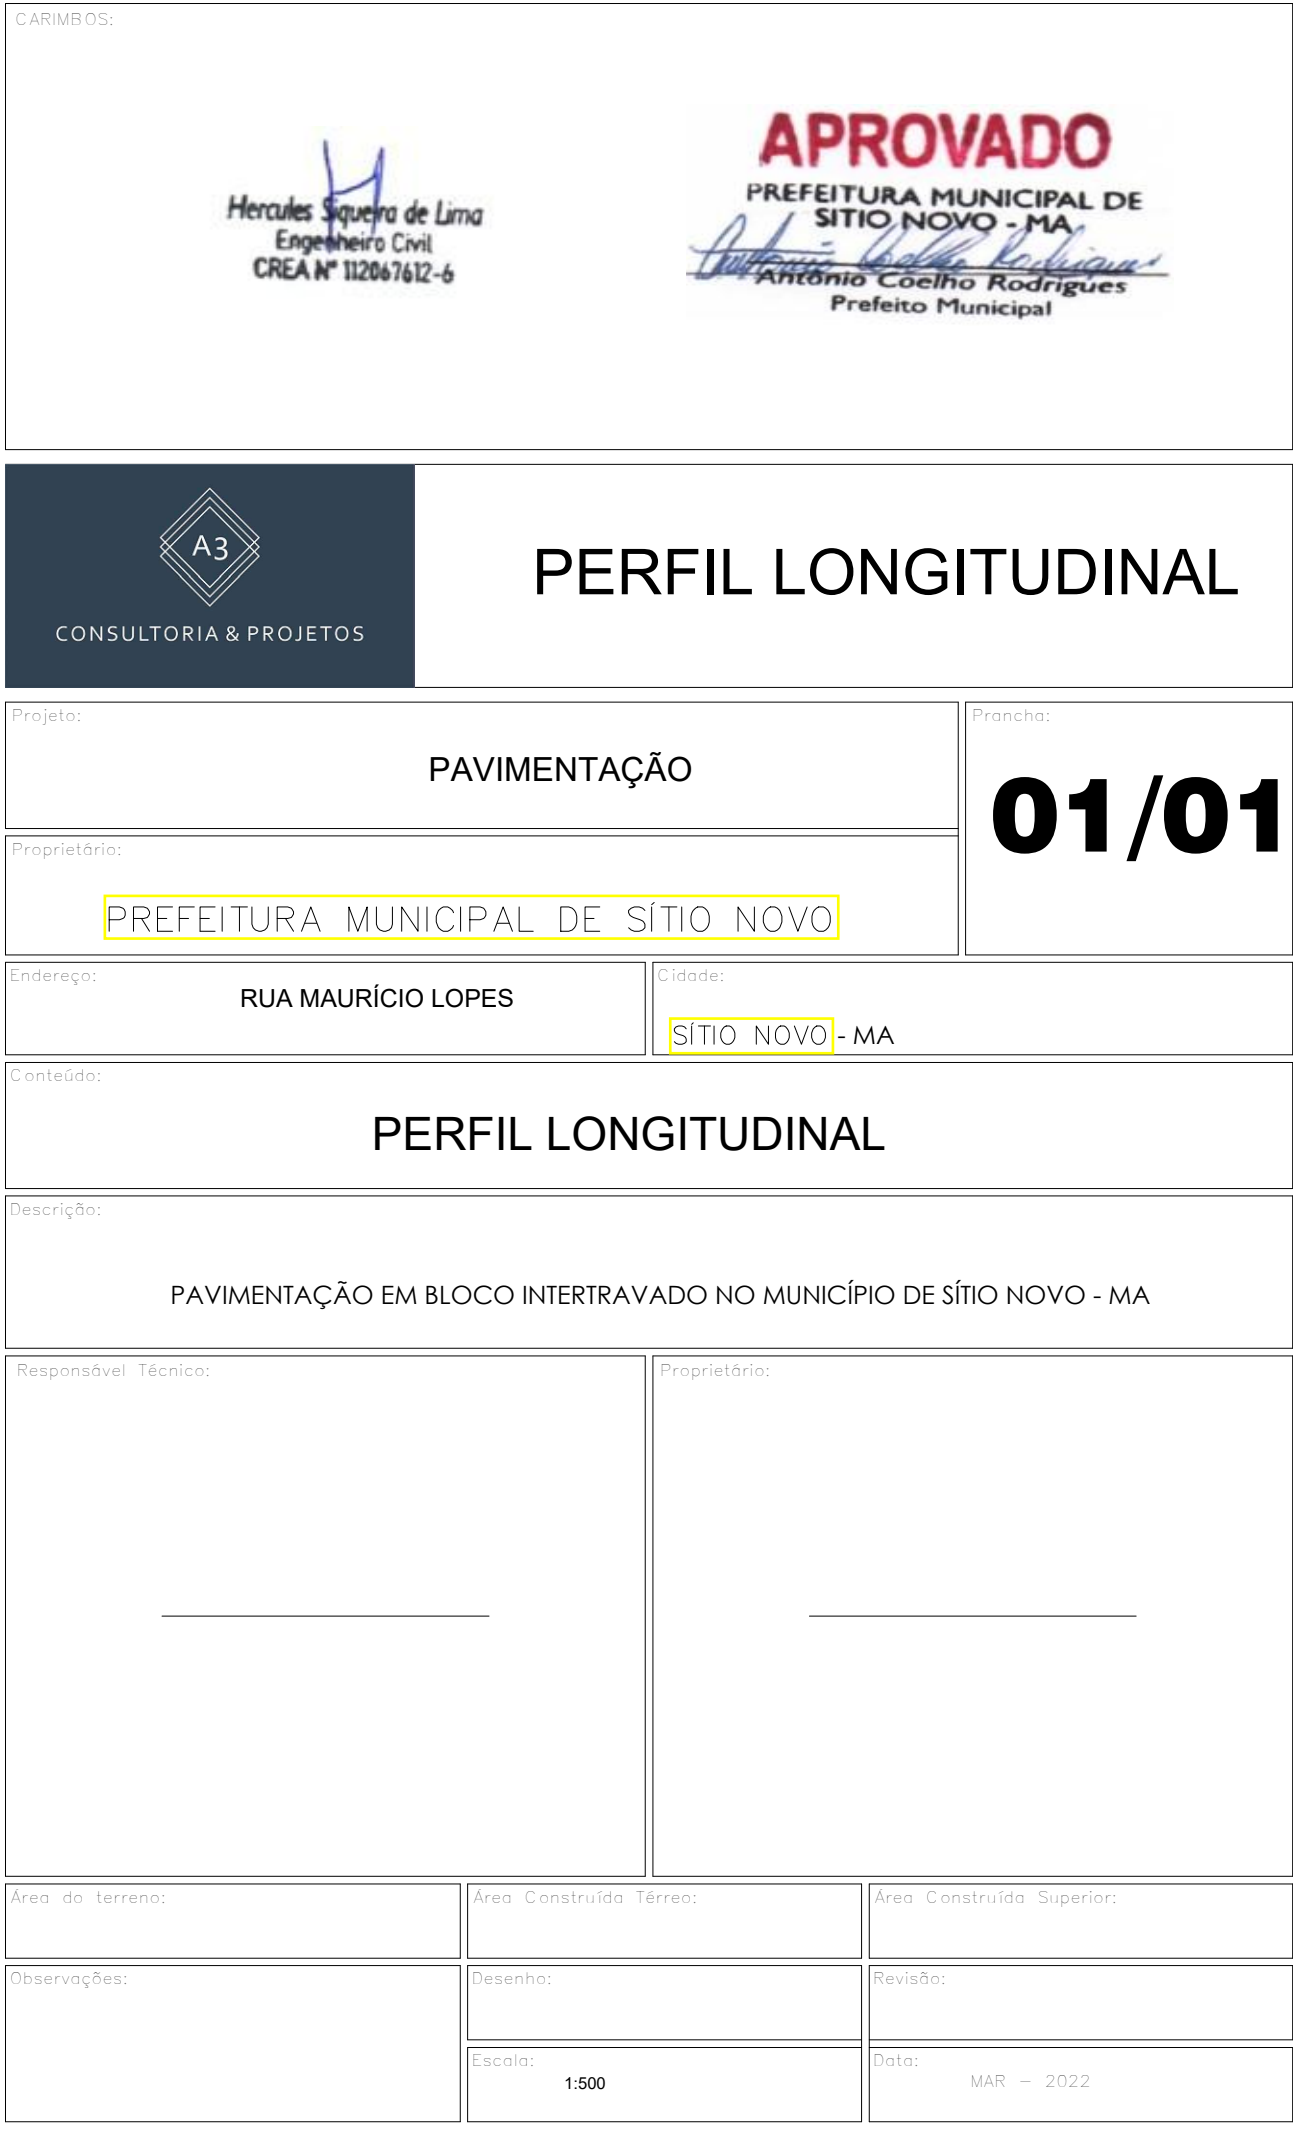 CARIMBOS:
Hercules Siqueira de Lima
Engenheiro Civil
CREA Nº 112067612-6
APROVADO
PREFEITURA MUNICIPAL DE
SITIO NOVO - MA
Antônio Coelho Rodrigues
Antônio Coelho Rodrigues
Prefeito Municipal
A3
CONSULTORIA & PROJETOS
PERFIL LONGITUDINAL
Projeto:
PAVIMENTAÇÃO
Prancha:
01/01
Proprietário:
PREFEITURA MUNICIPAL DE SÍTIO NOVO
Endereço:
RUA MAURÍCIO LOPES
Cidade:
SÍTIO NOVO - MA
Conteúdo:
PERFIL LONGITUDINAL
Descrição:
PAVIMENTAÇÃO EM BLOCO INTERTRAVADO NO MUNICÍPIO DE SÍTIO NOVO - MA
Responsável Técnico:
Proprietário:
Área do terreno:
Área Construída Térreo:
Área Construída Superior:
Observações:
Desenho:
Revisão:
Escala:
1:500
Data:
MAR - 2022